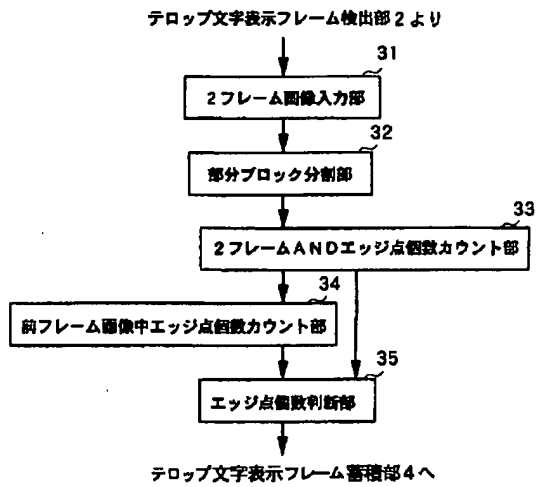 テロップ文字表示フレーム検出部2より
31
2フレーム画像入力部
32
部分ブロック分割部
33
2フレームANDエッジ点個数カウント部
34
前フレーム画像中エッジ点個数カウント部
35
エッジ点個数判断部
テロップ文字表示フレーム蓄積部4へ